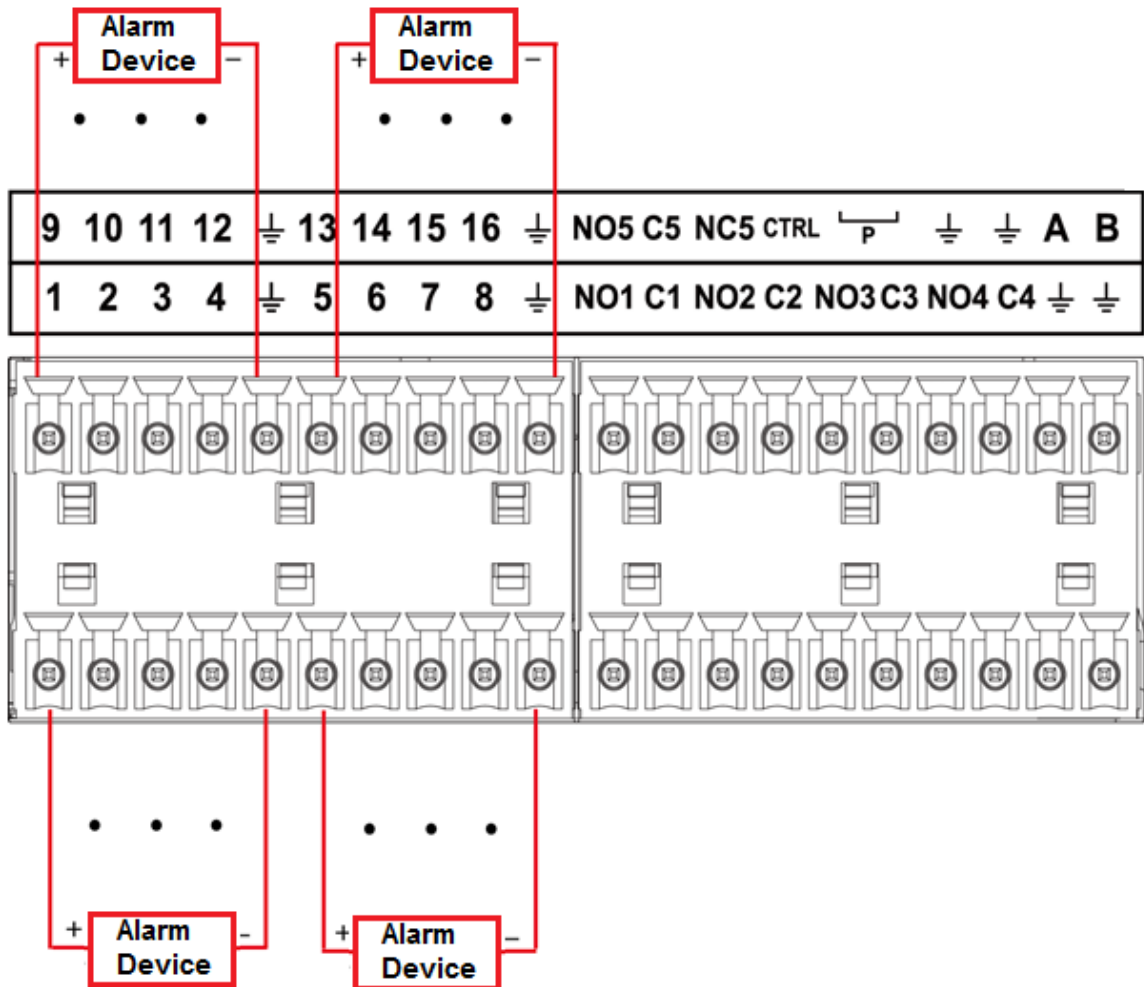 Alarm
Device
+ −
Alarm
Device
+ −
9 10 11 12 ⏚ 13 14 15 16 ⏚ NO5 C5 NC5 CTRL P ⏚ ⏚ A B
1 2 3 4 ⏚ 5 6 7 8 ⏚ NO1 C1 NO2 C2 NO3 C3 NO4 C4 ⏚ ⏚
+ -
Alarm
Device
+ −
Alarm
Device